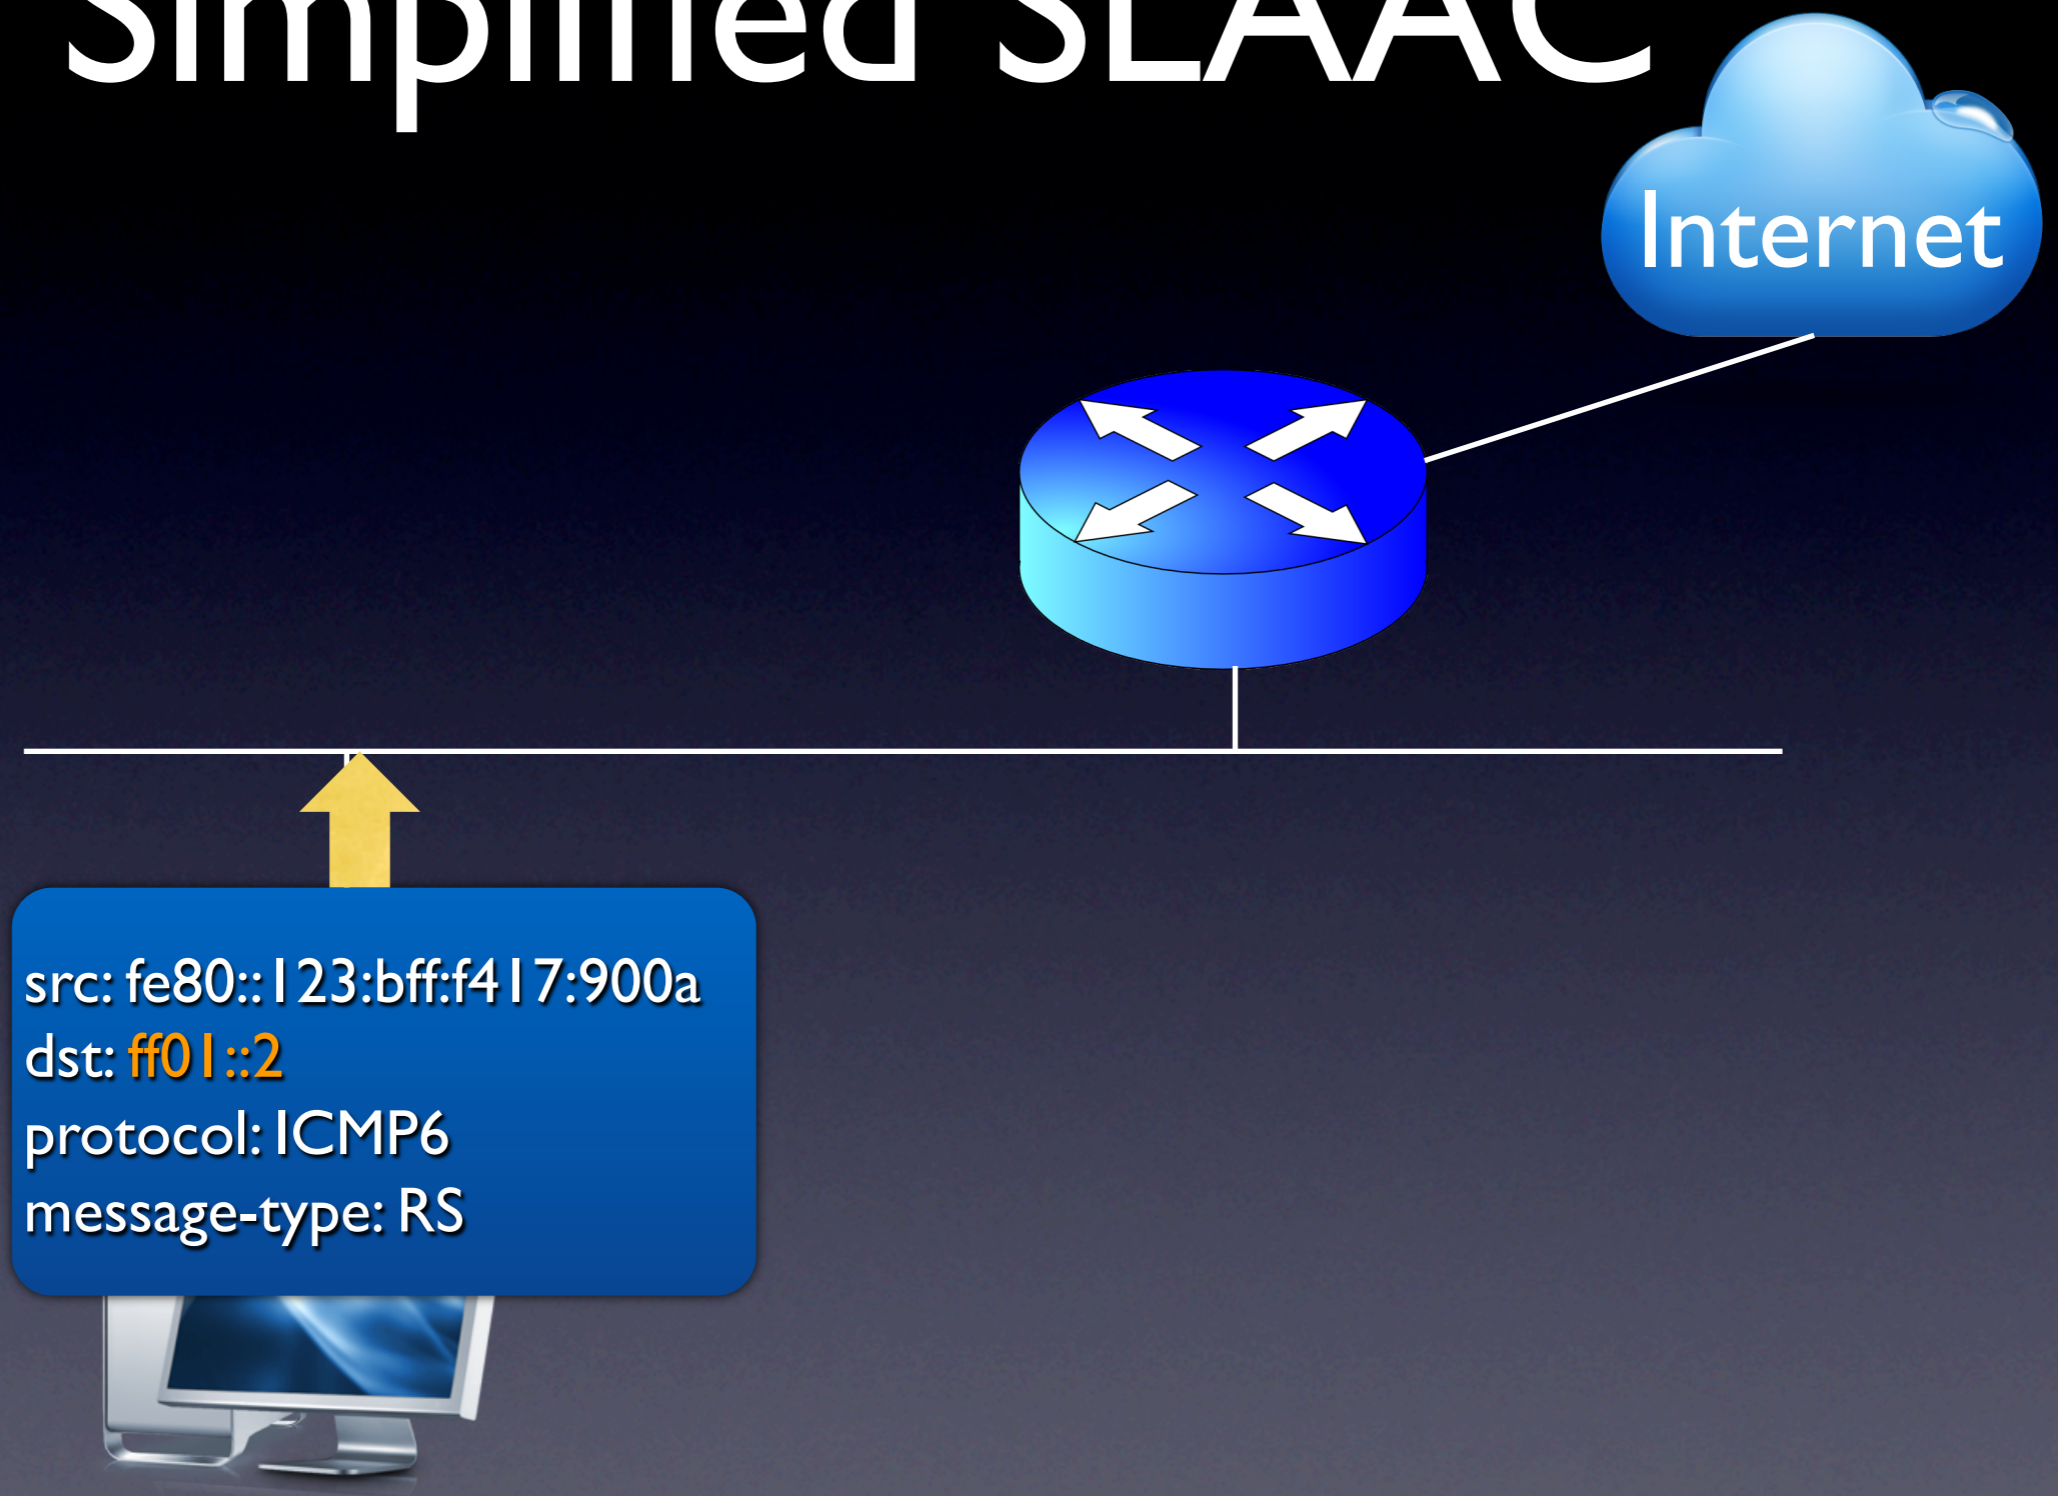 Simplified SLAAC
Internet
src: fe80::123:bff:f417:900a
dst: ff01::2
protocol: ICMP6
message-type: RS